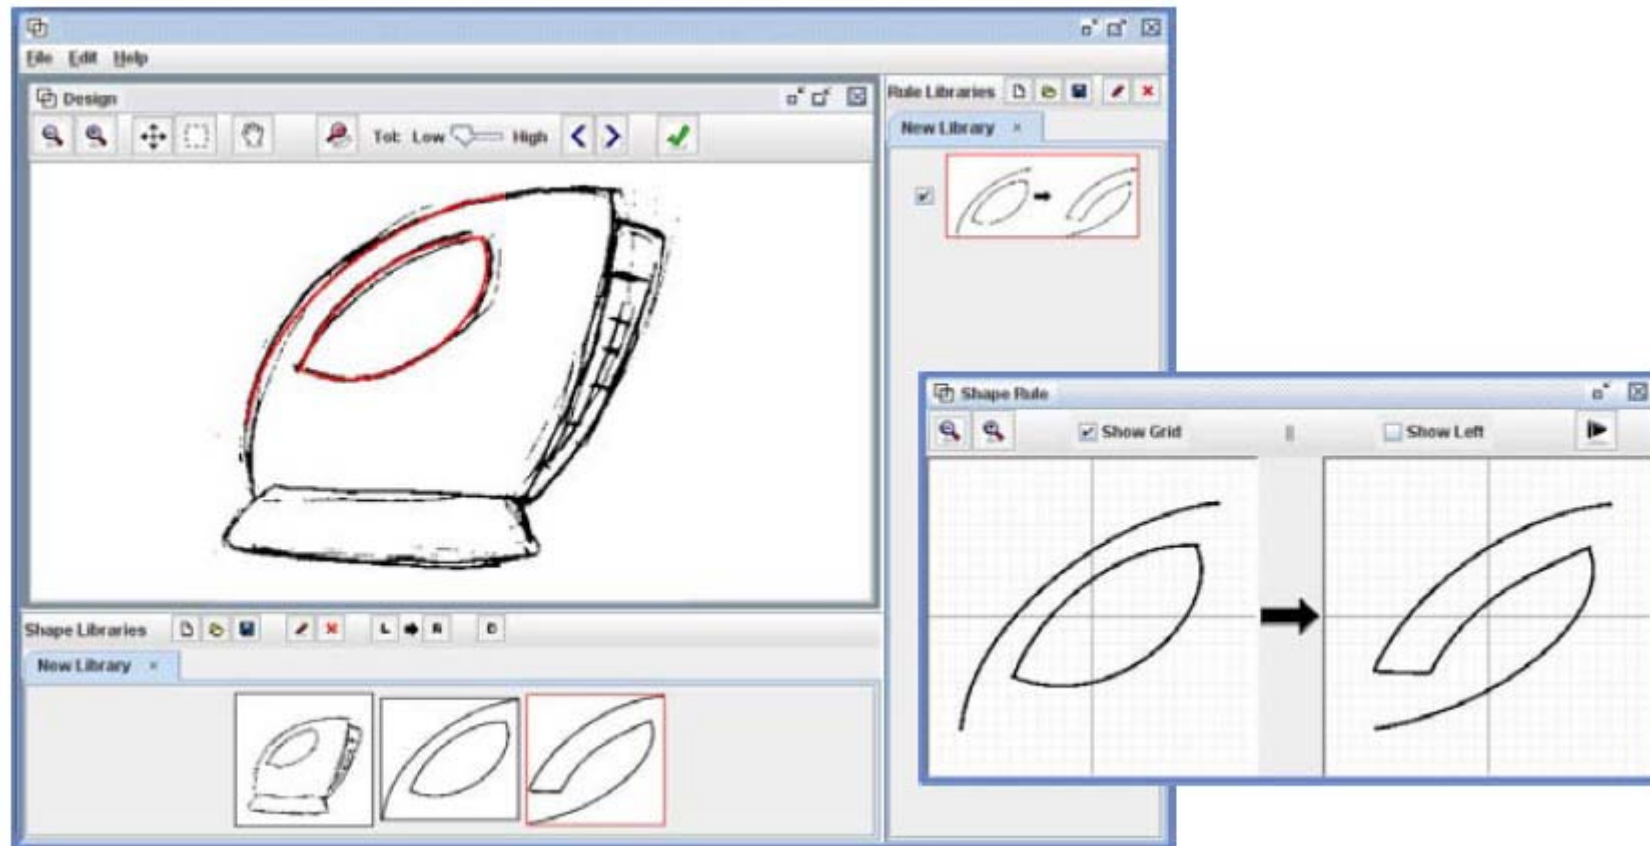 File Edit Help
Design
Tol: Low High
Rule Libraries
New Library ×
Shape Rule
Show Grid
Show Left
Shape Libraries
L R D
New Library ×